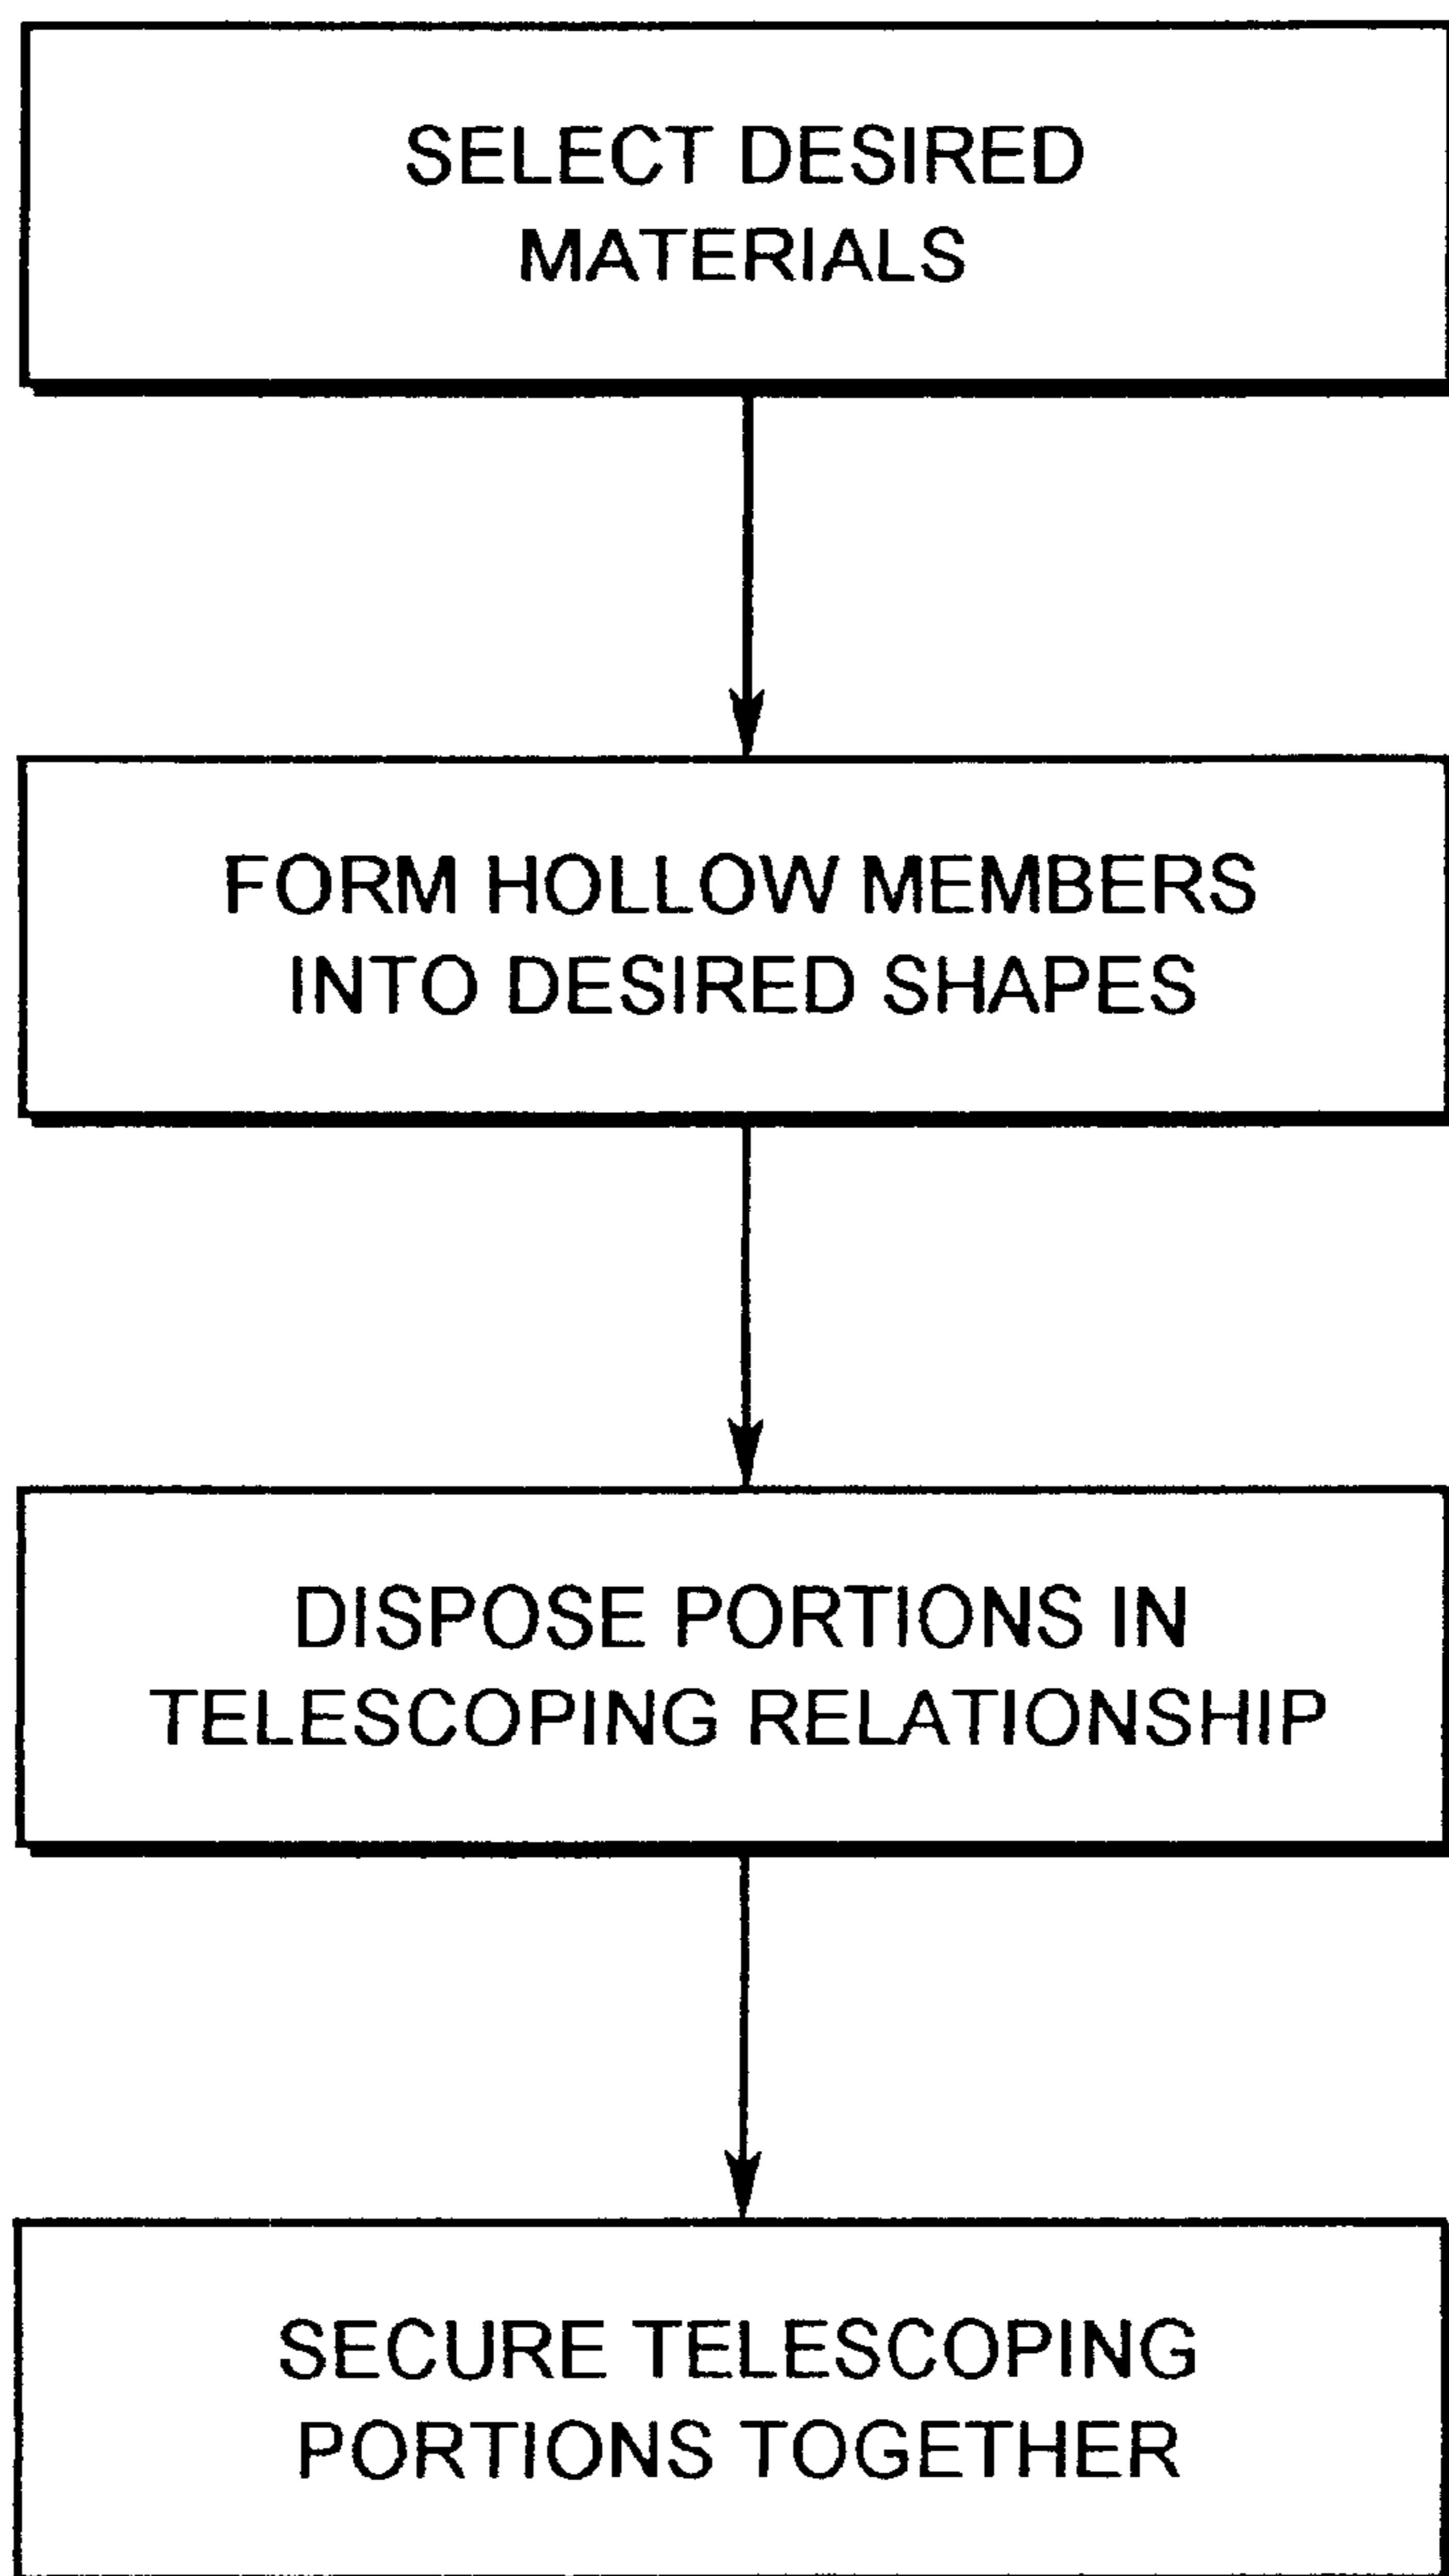 SELECT DESIRED
MATERIALS
FORM HOLLOW MEMBERS
INTO DESIRED SHAPES
DISPOSE PORTIONS IN
TELESCOPING RELATIONSHIP
SECURE TELESCOPING
PORTIONS TOGETHER